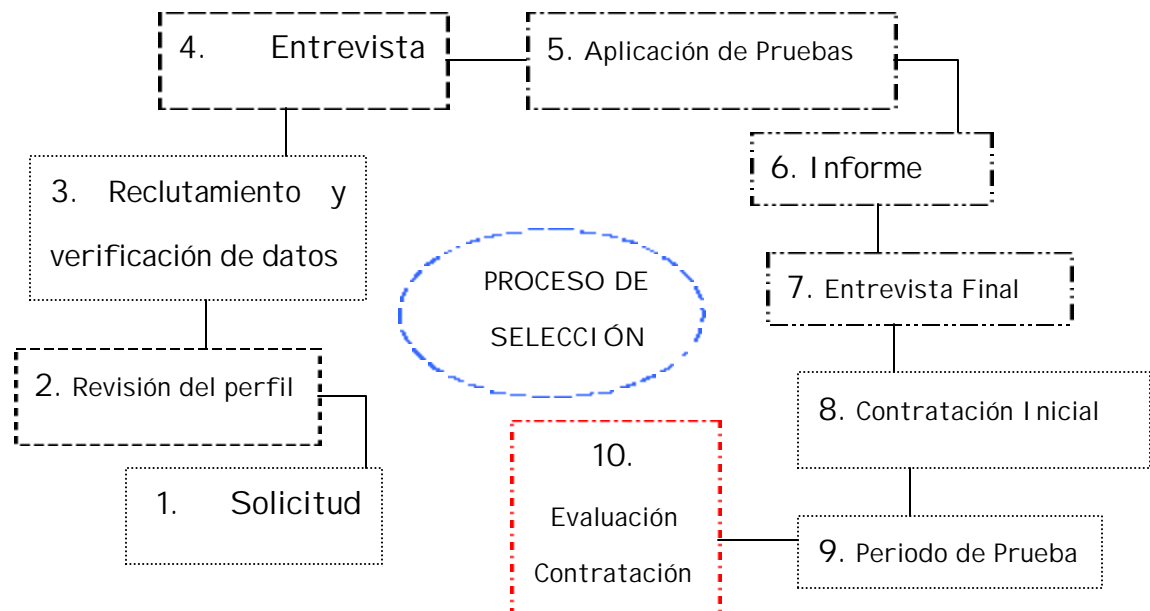 4. Entrevista
5. Aplicación de Pruebas
6. Informe
3. Reclutamiento y
verificación de datos
PROCESO DE
SELECCIÓN
7. Entrevista Final
2. Revisión del perfil
8. Contratación Inicial
1. Solicitud
10.
Evaluación
Contratación
9. Periodo de Prueba